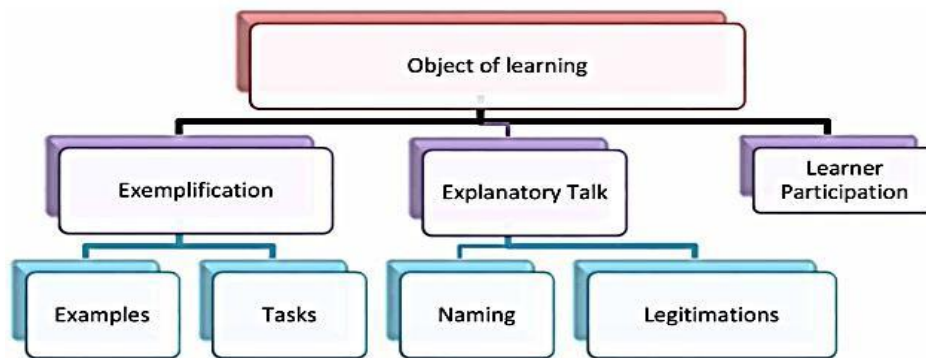 Object of learning
Exemplification
Explanatory Talk
Learner
Participation
Examples
Tasks
Naming
Legitimations